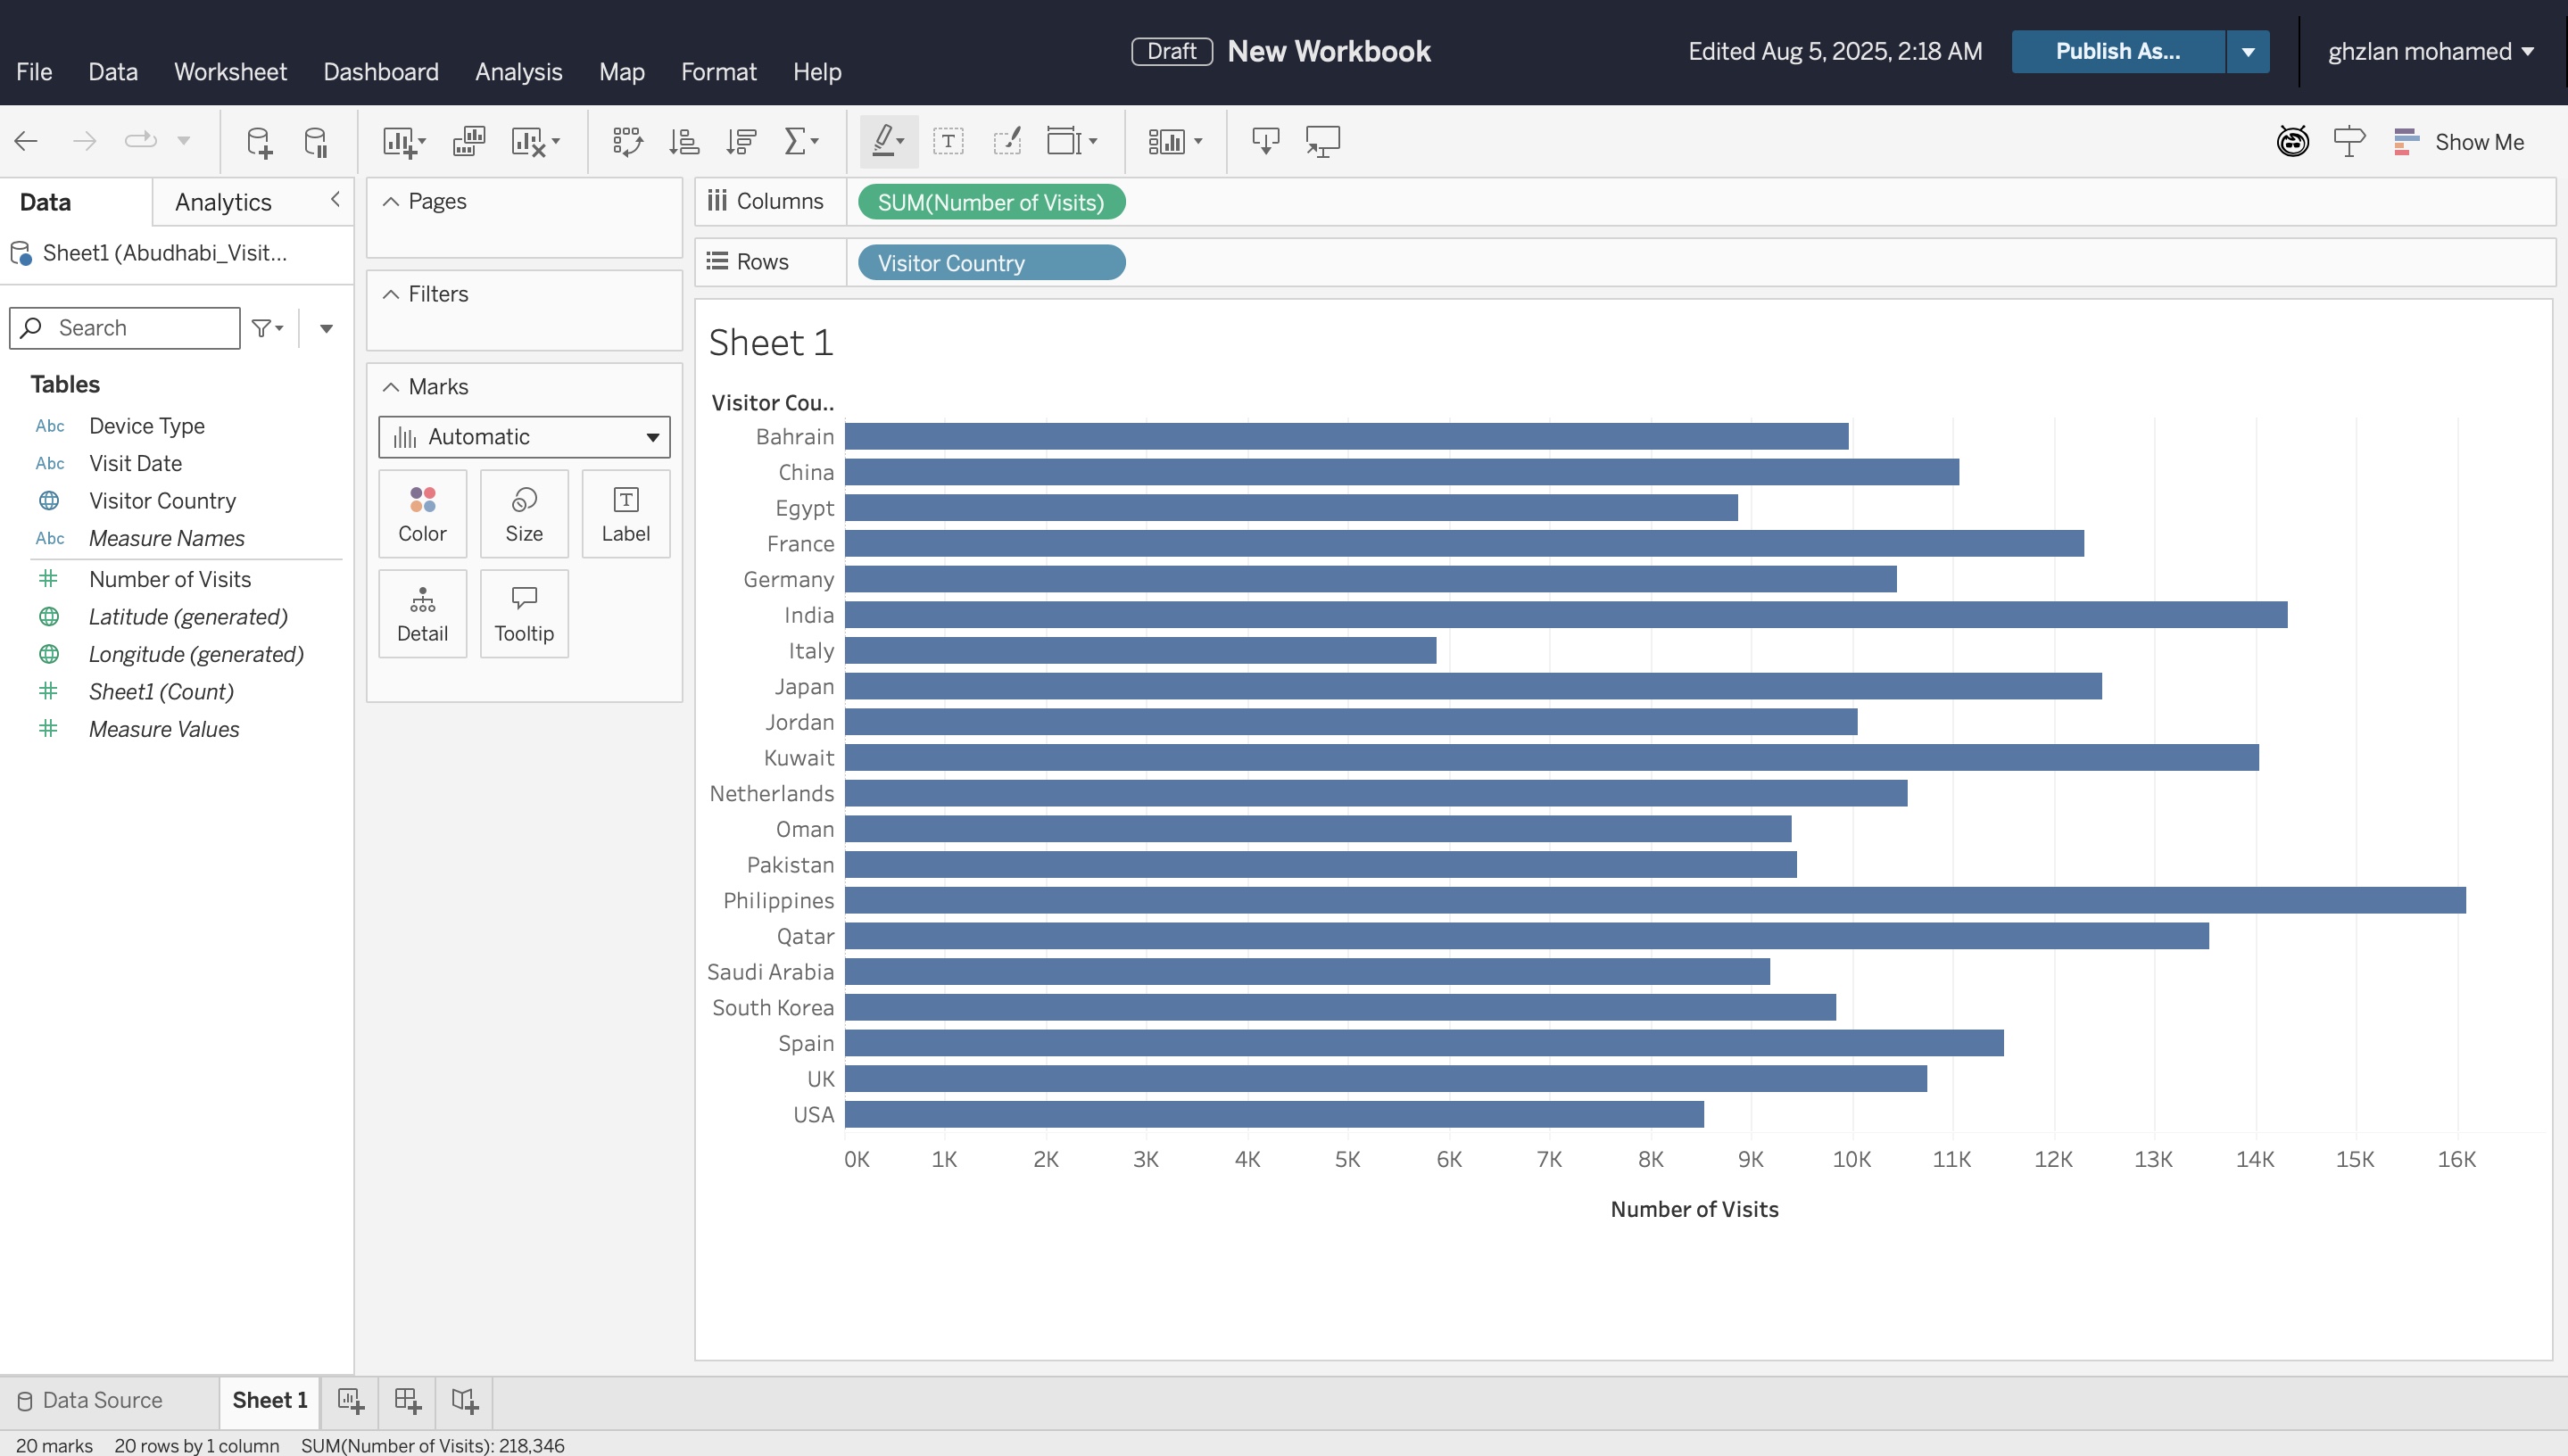 File Data Worksheet Dashboard Analysis Map Format Help
Draft New Workbook
Edited Aug 5, 2025, 2:18 AM
Publish As...
ghzlan mohamed
Show Me
Data Analytics
Sheet1 (Abudhabi_Visit...
Search
Tables
Abc Device Type
Abc Visit Date
Visitor Country
Abc Measure Names
Number of Visits
Latitude (generated)
Longitude (generated)
Sheet1 (Count)
Measure Values
Pages
Filters
Marks
Automatic
Color Size Label
Detail Tooltip
Columns SUM(Number of Visits)
Rows Visitor Country
Sheet 1
Visitor Cou..
Bahrain
China
Egypt
France
Germany
India
Italy
Japan
Jordan
Kuwait
Netherlands
Oman
Pakistan
Philippines
Qatar
Saudi Arabia
South Korea
Spain
UK
USA
0K 1K 2K 3K 4K 5K 6K 7K 8K 9K 10K 11K 12K 13K 14K 15K 16K
Number of Visits
Data Source Sheet 1
20 marks 20 rows by 1 column SUM(Number of Visits): 218,346